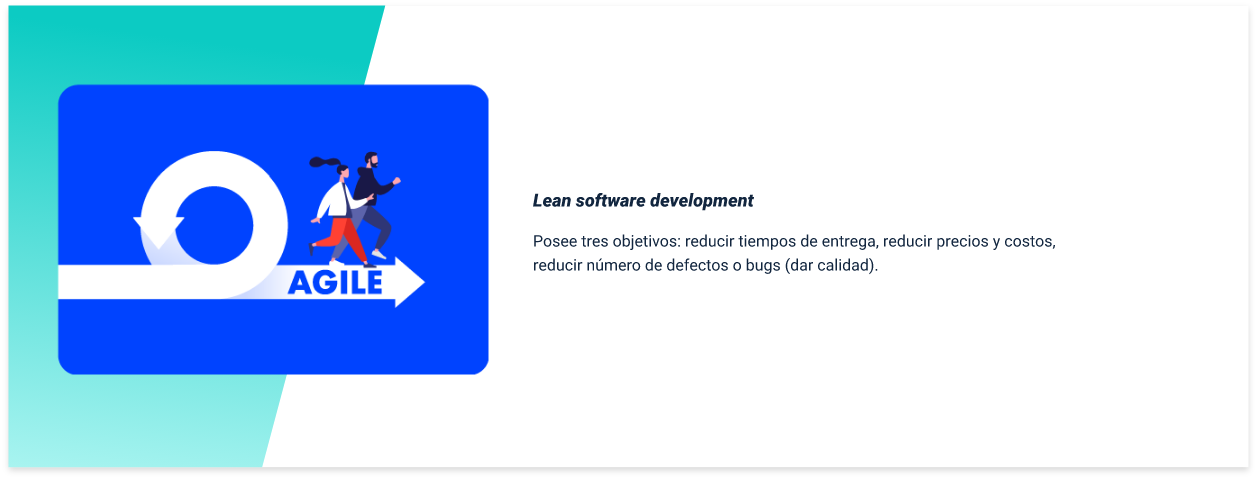 AGILE
Lean software development
Posee tres objetivos: reducir tiempos de entrega, reducir precios y costos,
reducir número de defectos o bugs (dar calidad).